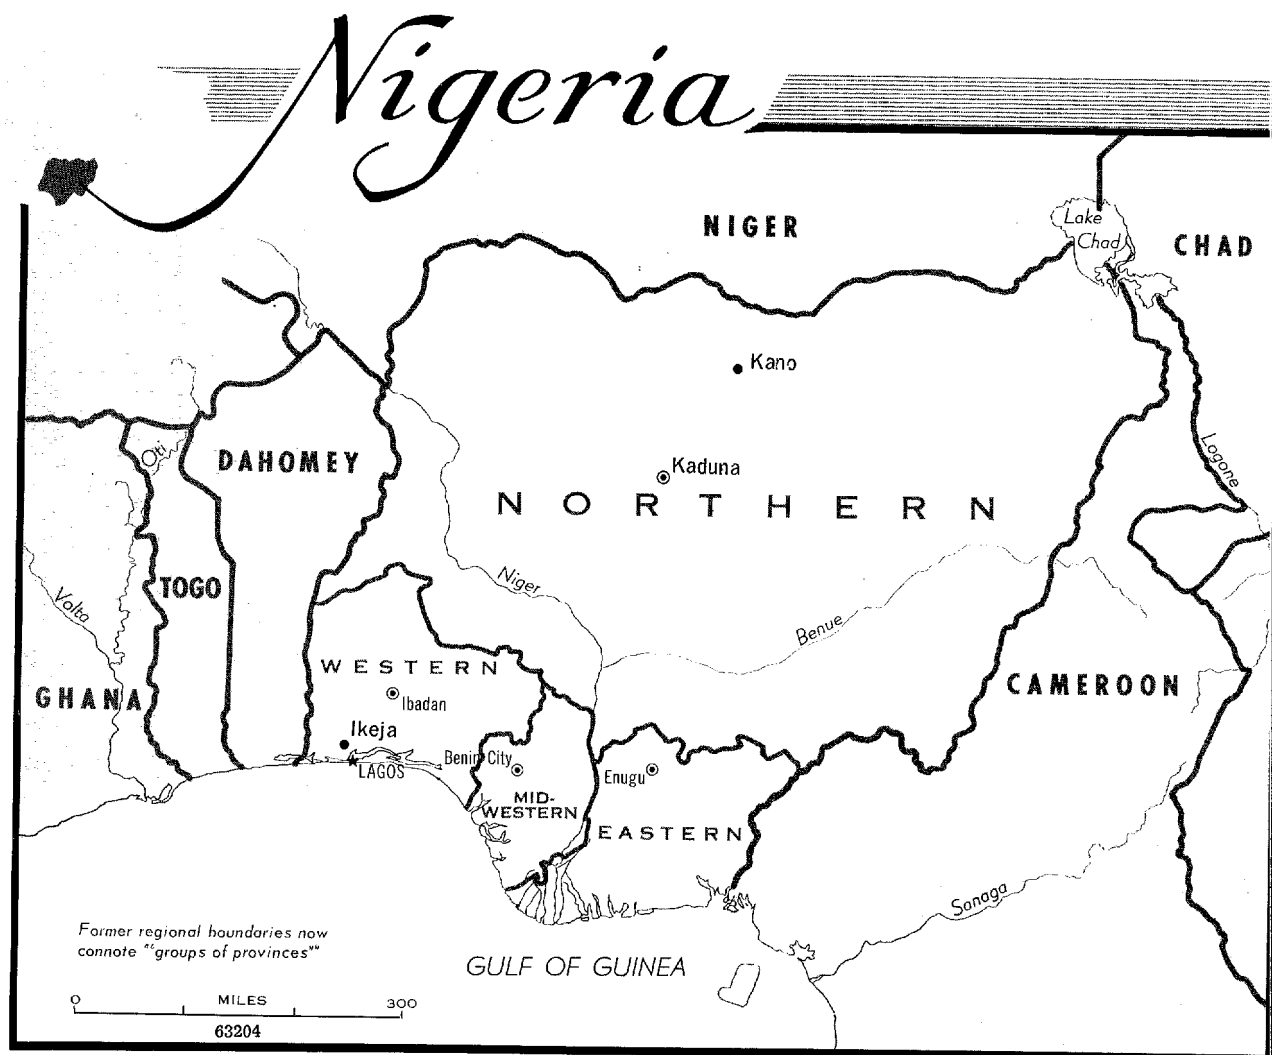 Nigeria
NIGER
Lake
Chad
CHAD
Kano
Oti
DAHOMEY
Kaduna
Logone
NORTHERN
Niger
TOGO
Volta
Benue
WESTERN
GHANA
CAMEROON
Ibadan
Ikeja
LAGOS
Benin City
Enugu
MID-
WESTERN
EASTERN
Sanaga
Former regional boundaries now
connote "groups of provinces"
GULF OF GUINEA
0 MILES 300
63204